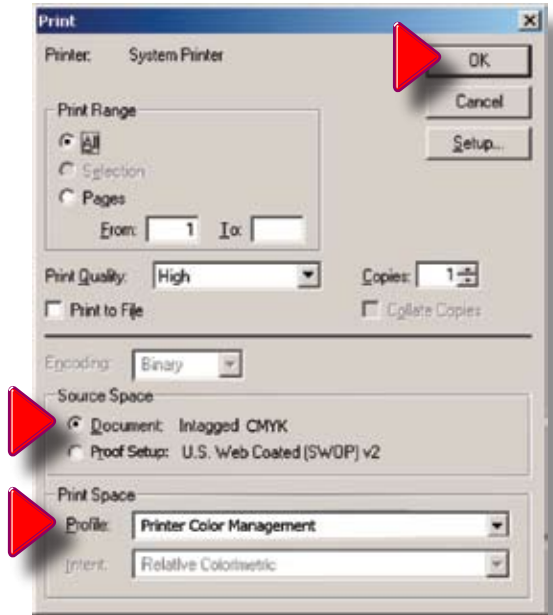 Print
Printer: System Printer
OK
Cancel
Setup...
Print Range
All
Selection
Pages
From: 1 To:
Print Quality: High
Copies: 1
Print to File
Collate Copies
Encoding: Binary
Source Space
Document: Intagged CMYK
Proof Setup: U.S. Web Coated (SWOP) v2
Print Space
Profile: Printer Color Management
Intent: Relative Colorimetric